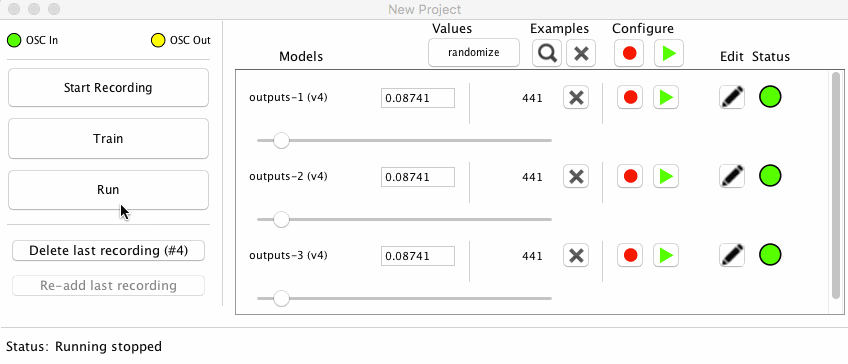 New Project
OSC In OSC Out
Start Recording
Train
Run
Delete last recording (#4)
Re-add last recording
Values Examples Configure
Models randomize Edit Status
outputs-1 (v4) 0.08741 441
outputs-2 (v4) 0.08741 441
outputs-3 (v4) 0.08741 441
Status: Running stopped